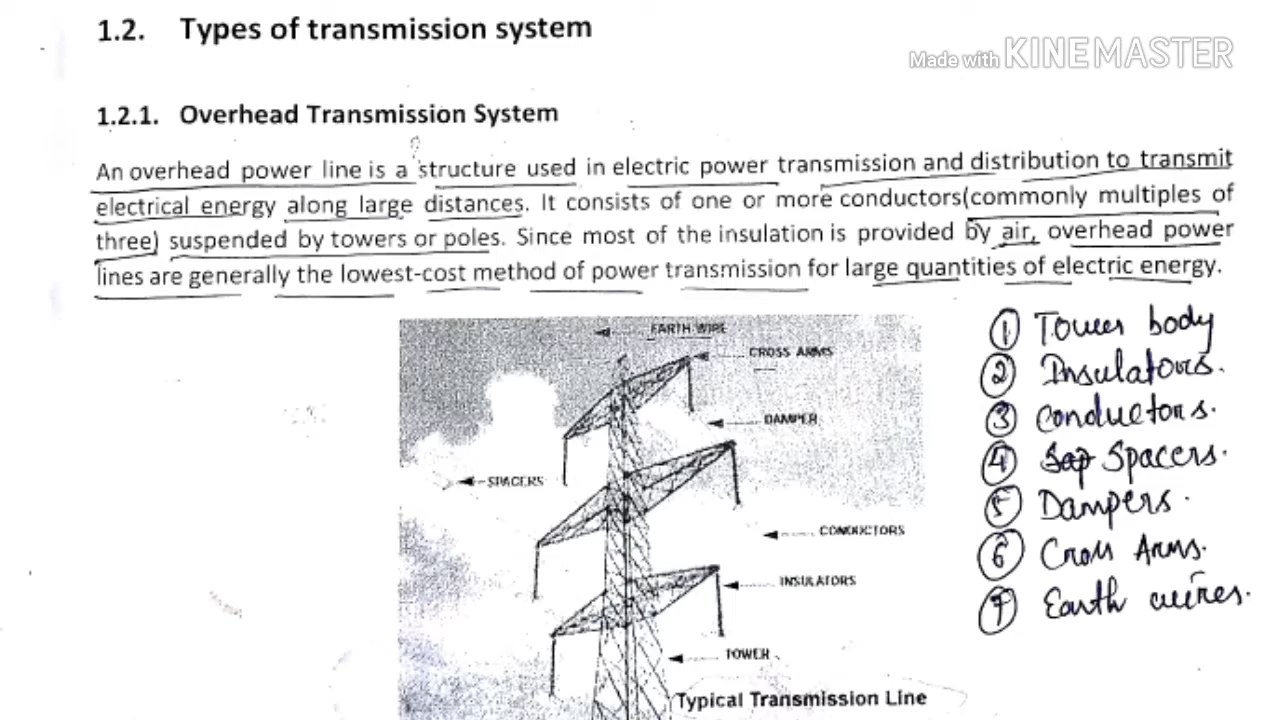 1.2. Types of transmission system
Made with KINEMASTER
1.2.1. Overhead Transmission System
An overhead power line is a structure used in electric power transmission and distribution to transmit
electrical energy along large distances. It consists of one or more conductors(commonly multiples of
three) suspended by towers or poles. Since most of the insulation is provided by air, overhead power
lines are generally the lowest-cost method of power transmission for large quantities of electric energy.
EARTH WIRE
CROSS ARMS
DAMPER
SPACERS
CONDUCTORS
INSULATORS
TOWER
Typical Transmission Line
① Tower body
② Insulators.
③ Conductors.
④ Sap Spacers.
⑤ Dampers.
⑥ Cross Arms.
⑦ Earth wires.